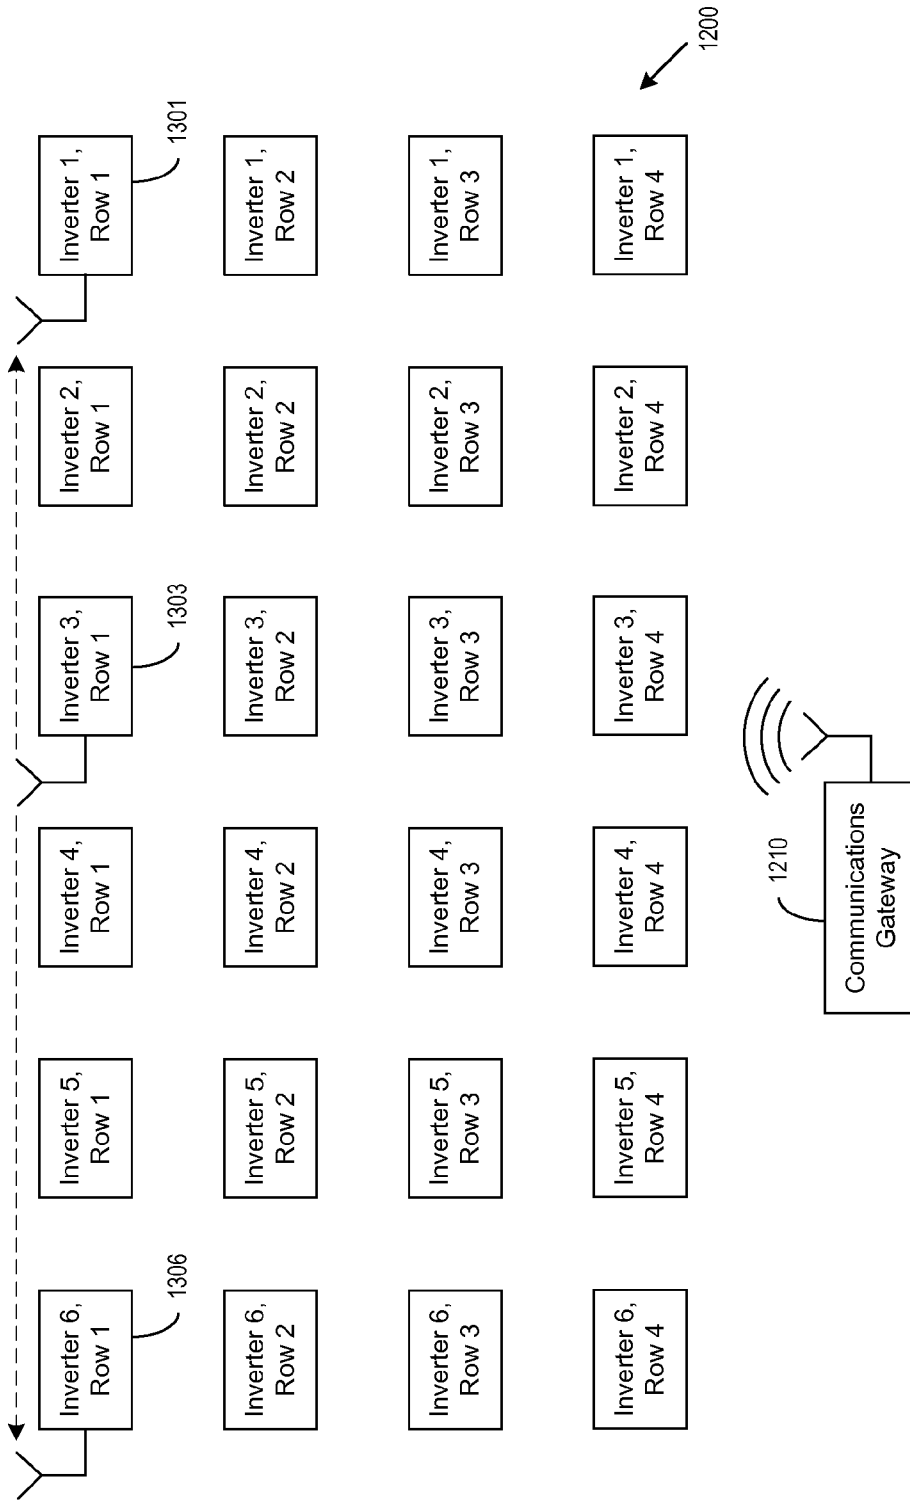 Inverter 6,
Row 1
Inverter 5,
Row 1
Inverter 4,
Row 1
Inverter 3,
Row 1
Inverter 2,
Row 1
Inverter 1,
Row 1
1306
1303
1301
Inverter 6,
Row 2
Inverter 5,
Row 2
Inverter 4,
Row 2
Inverter 3,
Row 2
Inverter 2,
Row 2
Inverter 1,
Row 2
Inverter 6,
Row 3
Inverter 5,
Row 3
Inverter 4,
Row 3
Inverter 3,
Row 3
Inverter 2,
Row 3
Inverter 1,
Row 3
Inverter 6,
Row 4
Inverter 5,
Row 4
Inverter 4,
Row 4
Inverter 3,
Row 4
Inverter 2,
Row 4
Inverter 1,
Row 4
1200
1210
Communications
Gateway